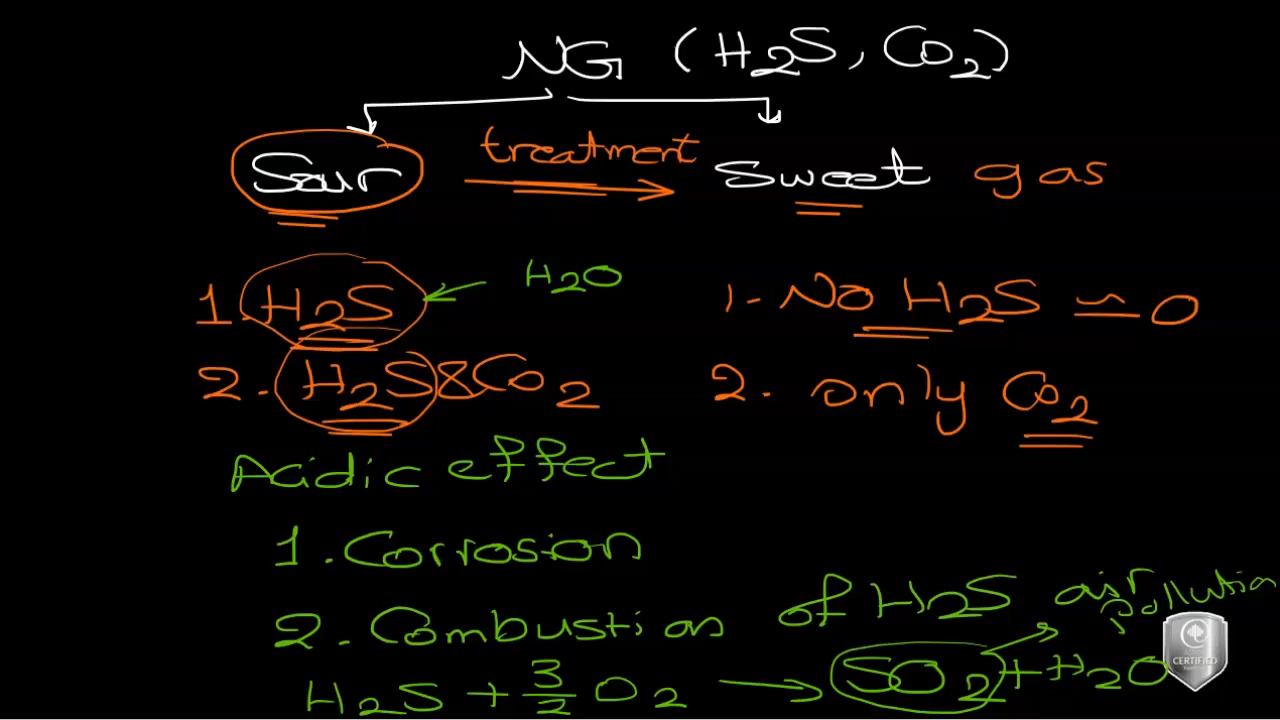 NG (H2S, CO2)
Sour treatment Sweet gas
1. H2S H2O
2. H2S & CO2
1- No H2S ≈ 0
2. only CO2
Acidic effect
1. Corrosion
2. Combustion of H2S air pollution
H2S + 3/2 O2 → SO2 + H2O
CERTIFIED